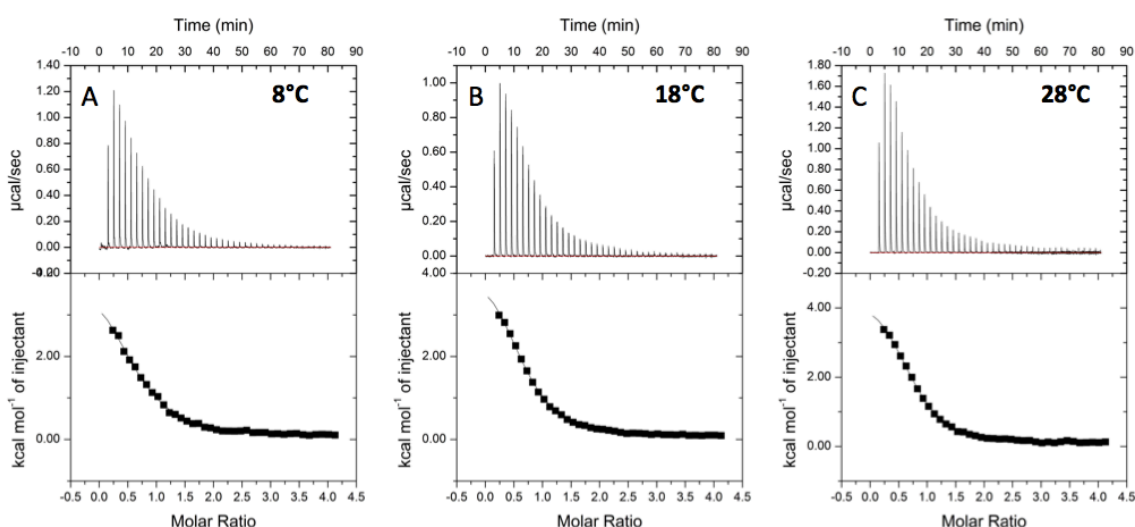 Time (min)
-10 0 10 20 30 40 50 60 70 80 90
A
8°C
µcal/sec
1.40
1.20
1.00
0.80
0.60
0.40
0.20
0.00
kcal mol⁻¹ of injectant
2.00
0.00
-0.5 0.0 0.5 1.0 1.5 2.0 2.5 3.0 3.5 4.0 4.5
Molar Ratio
Time (min)
-10 0 10 20 30 40 50 60 70 80 90
B
18°C
µcal/sec
1.00
0.80
0.60
0.40
0.20
0.00
4.00
kcal mol⁻¹ of injectant
2.00
0.00
-0.5 0.0 0.5 1.0 1.5 2.0 2.5 3.0 3.5 4.0 4.5
Molar Ratio
Time (min)
-10 0 10 20 30 40 50 60 70 80 90
C
28°C
µcal/sec
1.80
1.60
1.40
1.20
1.00
0.80
0.60
0.40
0.20
0.00
-0.20
kcal mol⁻¹ of injectant
4.00
2.00
0.00
-0.5 0.0 0.5 1.0 1.5 2.0 2.5 3.0 3.5 4.0 4.5
Molar Ratio